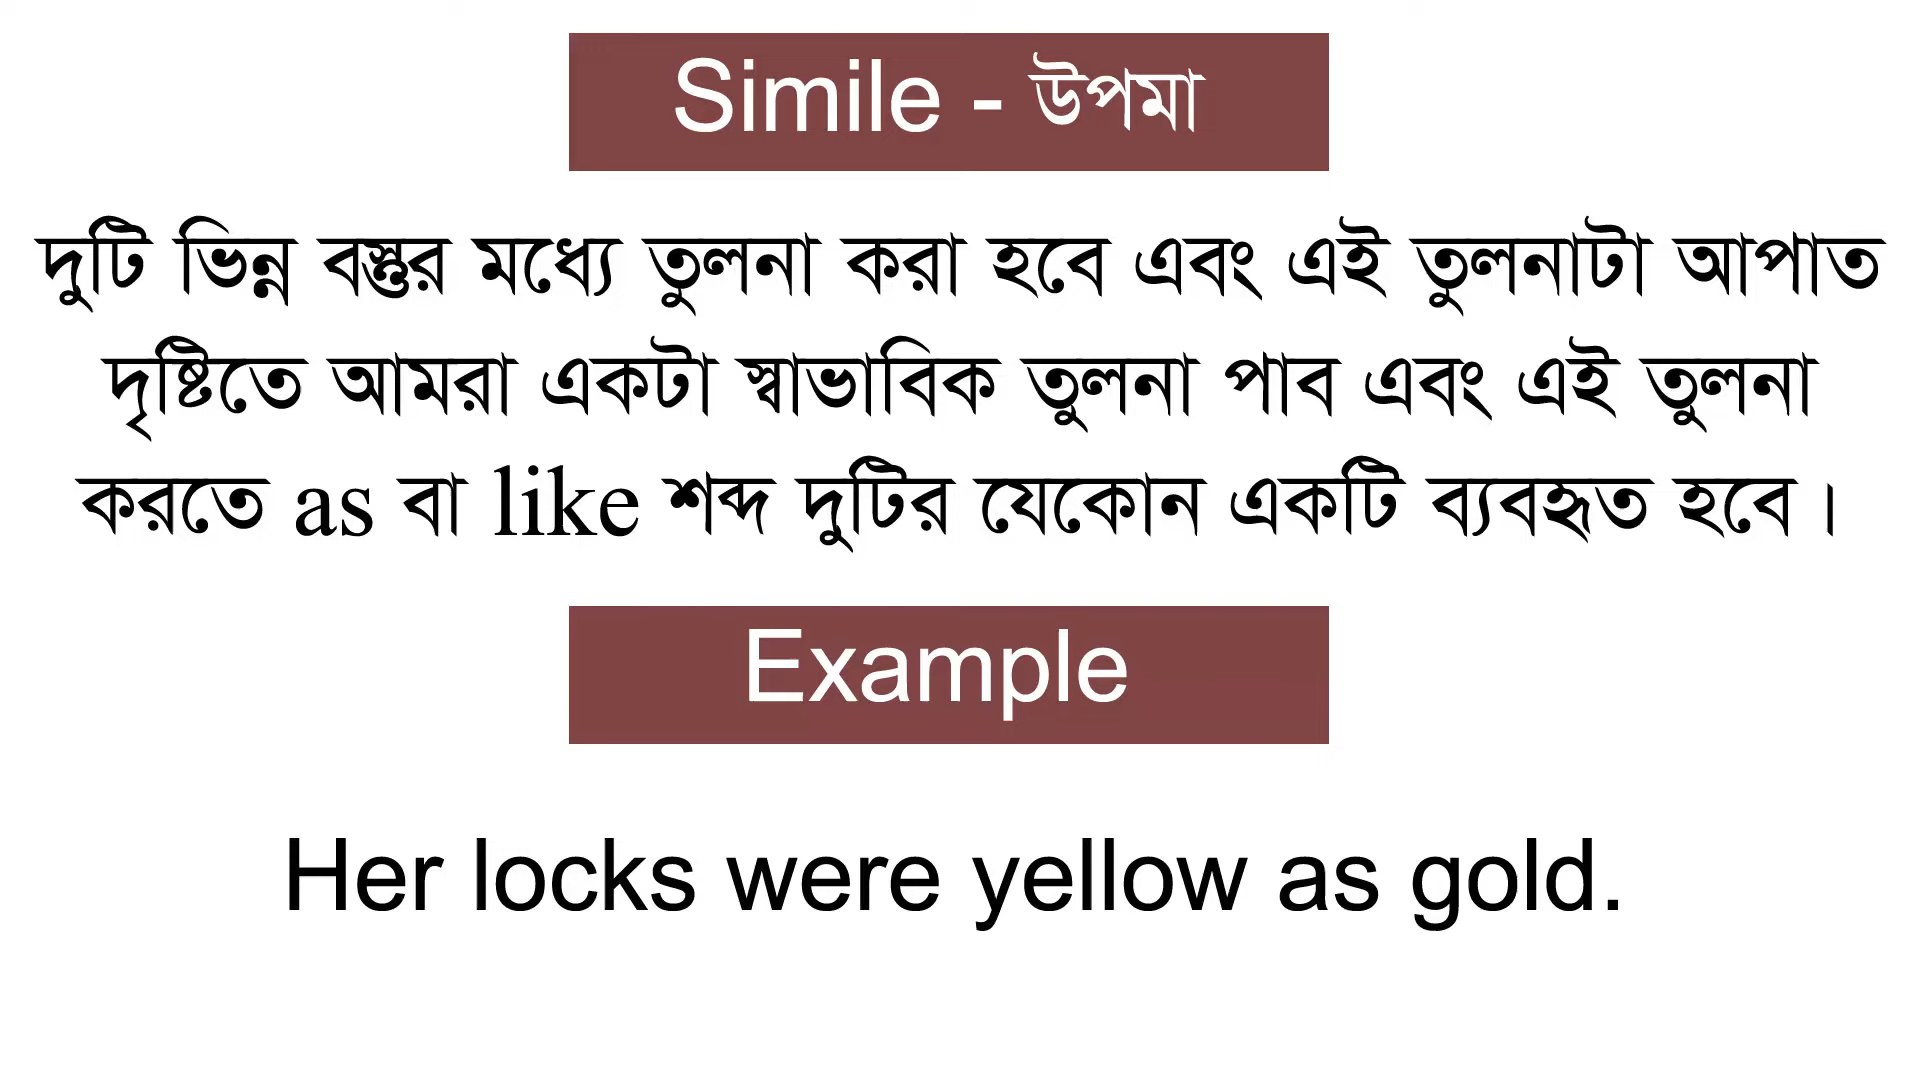 Simile - উপমা
দুটি ভিন্ন বস্তুর মধ্যে তুলনা করা হবে এবং এই তুলনাটা আপাত
দৃষ্টিতে আমরা একটা স্বাভাবিক তুলনা পাব এবং এই তুলনা
করতে as বা like শব্দ দুটির যেকোন একটি ব্যবহৃত হবে।
Example
Her locks were yellow as gold.